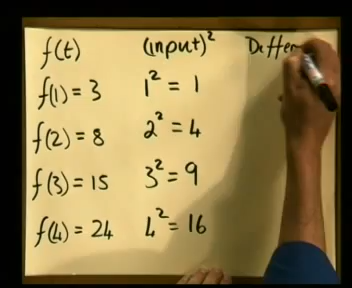 f(t) (input)² Differ
f(1) = 3 1² = 1
f(2) = 8 2² = 4
f(3) = 15 3² = 9
f(4) = 24 4² = 16